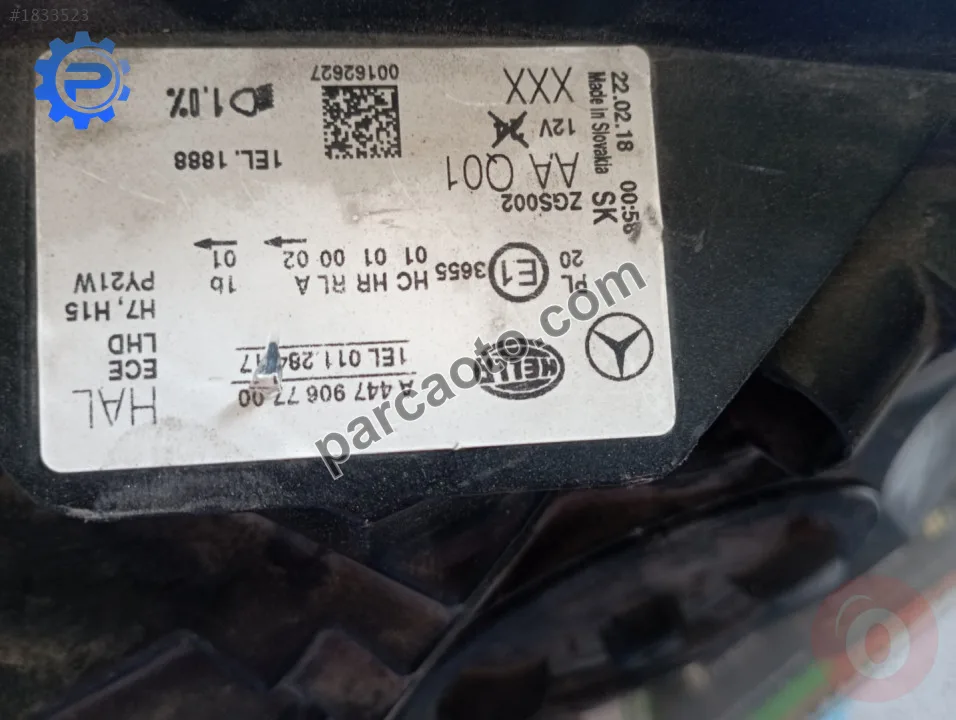 #1833523
P
A 447 906 77 00
HAL
HELLA
1EL 011.284-17
ECE
LHD
H7, H15
PY21W
PL
20
E1
3655
HC HR RL A
01 01 00 02
1b
01
ZGS002
AA Q01
1EL. 1888
12V 24
XXX
00162627
1.0%
22.02.18 00:58
Made in Slovakia SK
parcaoto.com